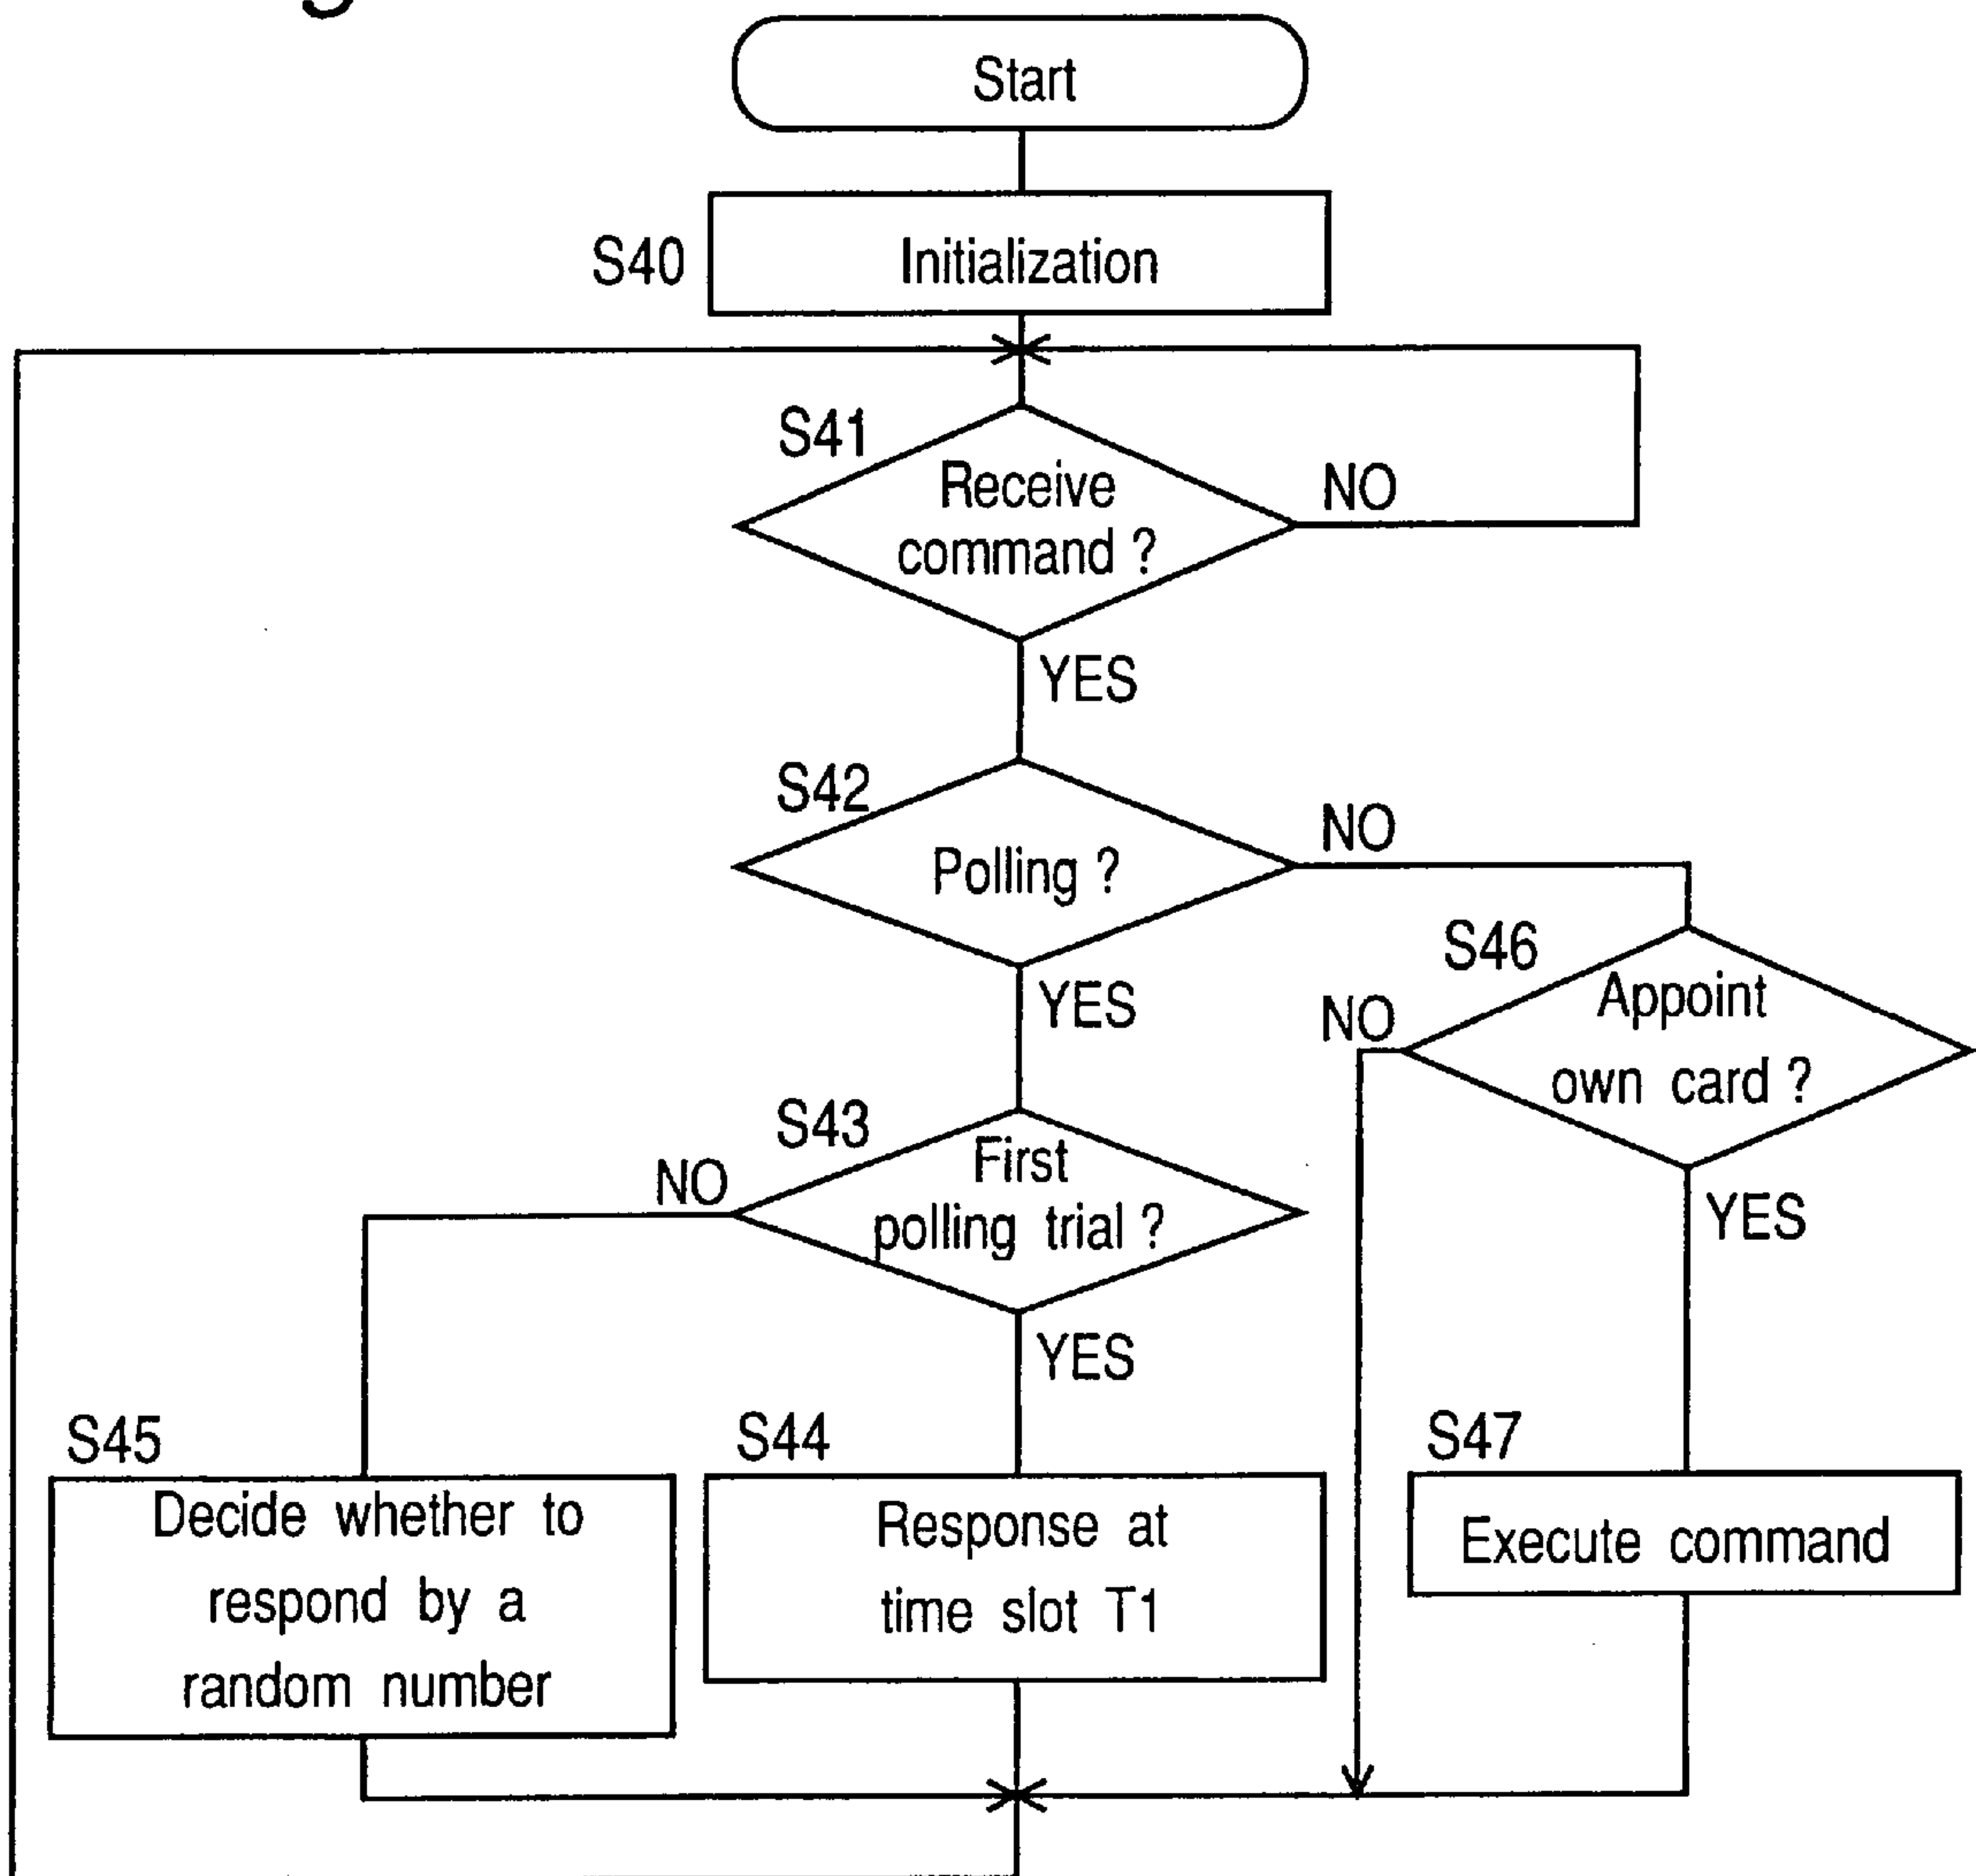 Start
S40
Initialization
S41
Receive
command ?
NO
YES
S42
Polling ?
NO
YES
S46
Appoint
own card ?
NO
YES
S43
First
polling trial ?
NO
YES
S45
Decide whether to
respond by a
random number
S44
Response at
time slot T1
S47
Execute command